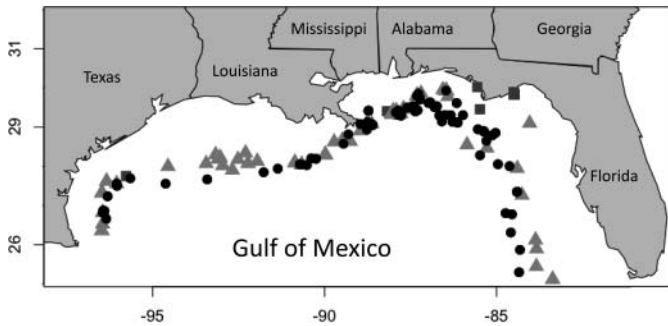 Mississippi Alabama Georgia
31
Texas Louisiana
29
Florida
26
Gulf of Mexico
-95 -90 -85